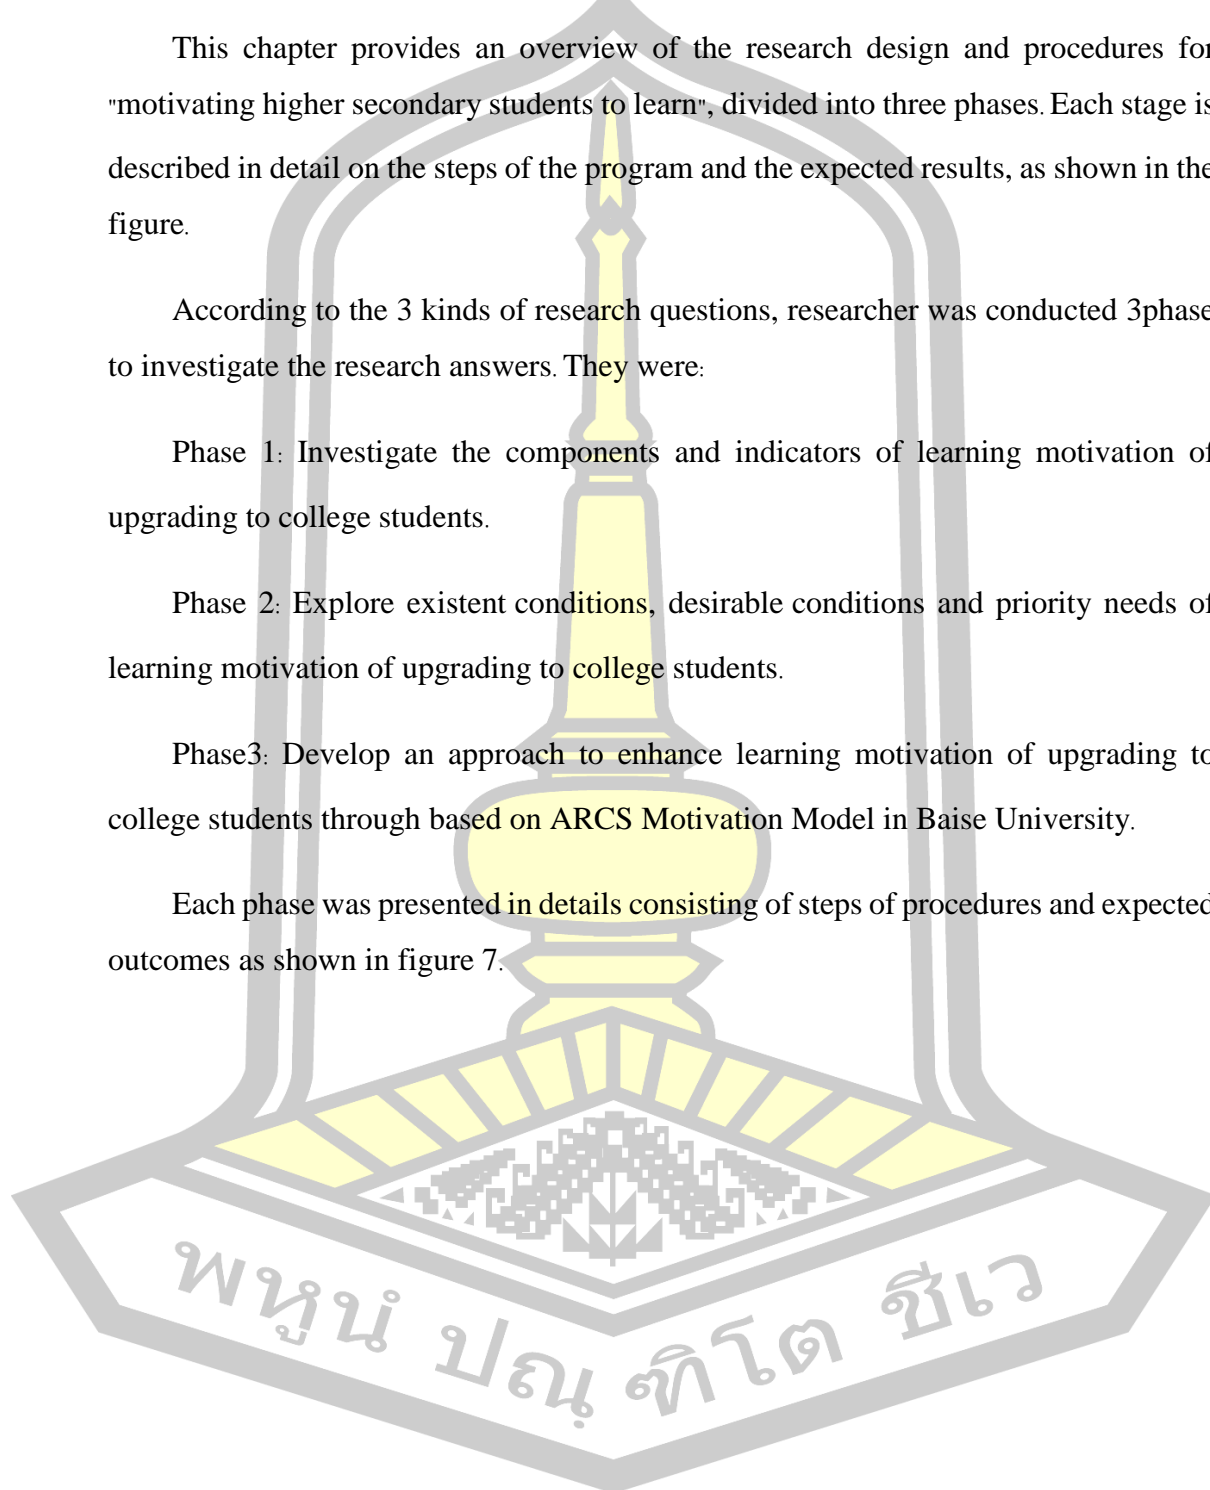 This chapter provides an overview of the research design and procedures for
"motivating higher secondary students to learn", divided into three phases. Each stage is
described in detail on the steps of the program and the expected results, as shown in the
figure.
According to the 3 kinds of research questions, researcher was conducted 3phase
to investigate the research answers. They were:
Phase 1: Investigate the components and indicators of learning motivation of
upgrading to college students.
Phase 2: Explore existent conditions, desirable conditions and priority needs of
learning motivation of upgrading to college students.
Phase3: Develop an approach to enhance learning motivation of upgrading to
college students through based on ARCS Motivation Model in Baise University.
Each phase was presented in details consisting of steps of procedures and expected
outcomes as shown in figure 7.
พหูนํ ปณฺฑิโต ชีเว